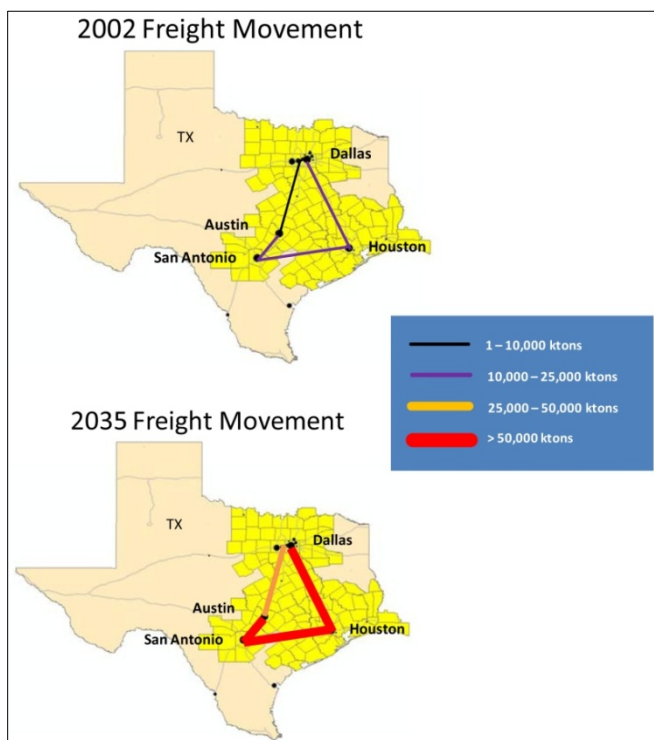 2002 Freight Movement
TX
Dallas
Austin
San Antonio
Houston
1 – 10,000 ktons
10,000 – 25,000 ktons
25,000 – 50,000 ktons
> 50,000 ktons
2035 Freight Movement
TX
Dallas
Austin
San Antonio
Houston